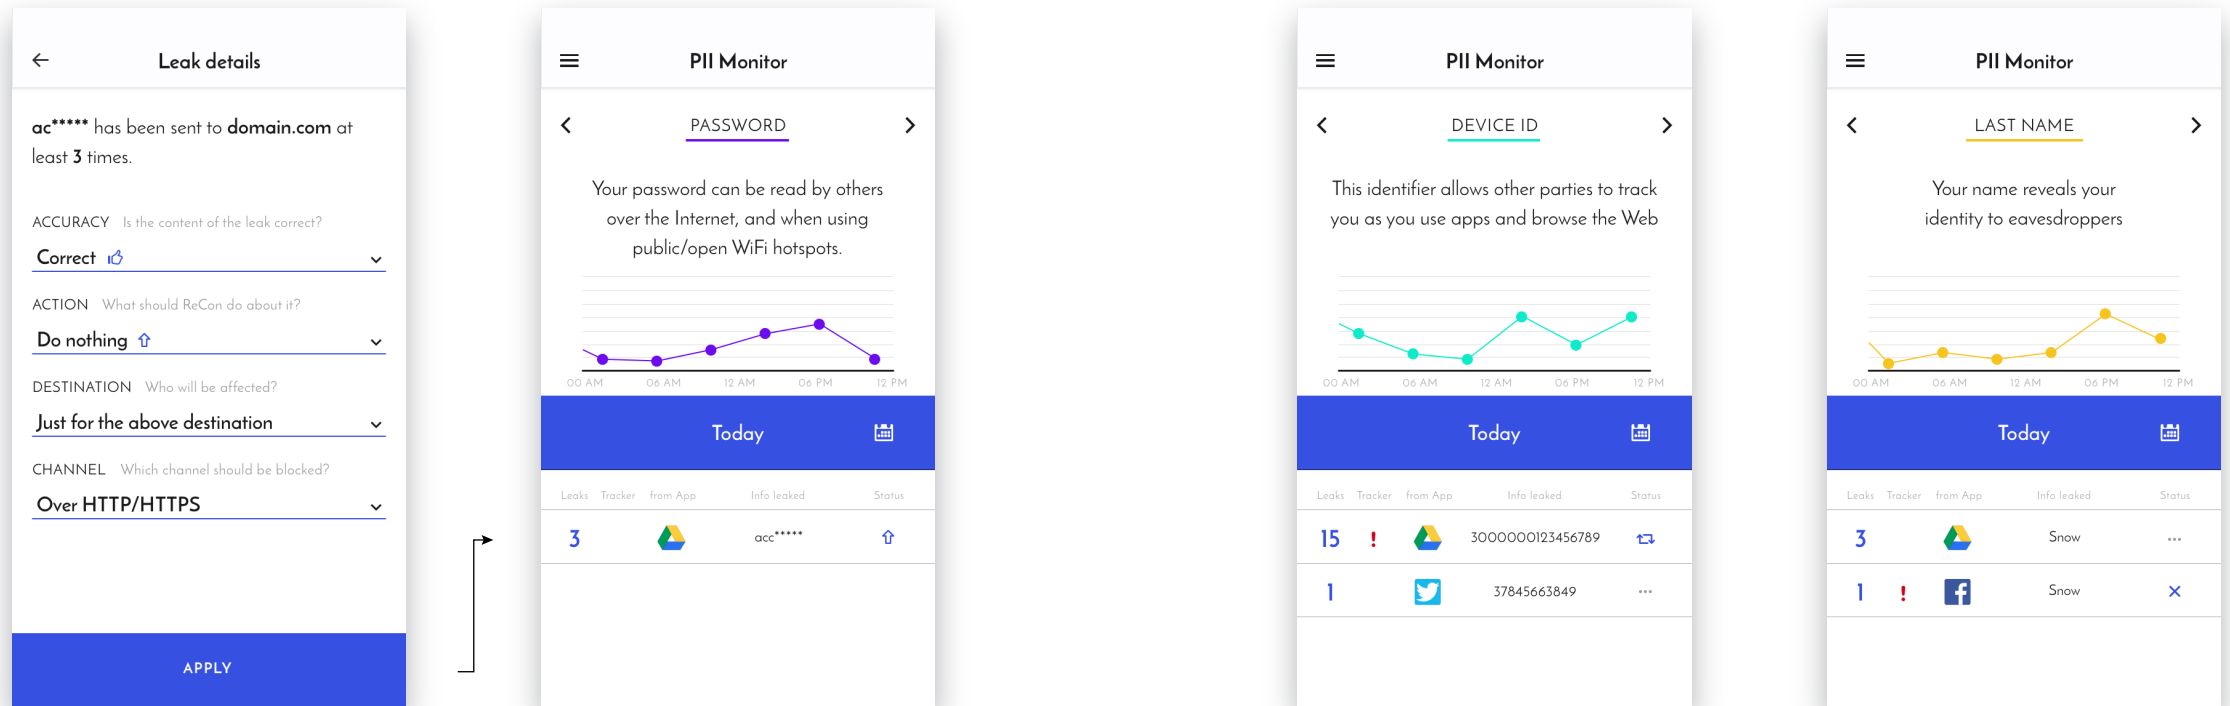 Leak details
ac***** has been sent to domain.com at
least 3 times.
ACCURACY Is the content of the leak correct?
Correct
ACTION What should ReCon do about it?
Do nothing
DESTINATION Who will be affected?
Just for the above destination
CHANNEL Which channel should be blocked?
Over HTTP/HTTPS
APPLY
PII Monitor
PASSWORD
Your password can be read by others
over the Internet, and when using
public/open WiFi hotspots.
00 AM 06 AM 12 AM 06 PM 12 PM
Today
Leaks Tracker from App Info leaked Status
3 acc*****
PII Monitor
DEVICE ID
This identifier allows other parties to track
you as you use apps and browse the Web
00 AM 06 AM 12 AM 06 PM 12 PM
Today
Leaks Tracker from App Info leaked Status
15 ! 3000000123456789
1 37845663849 ...
PII Monitor
LAST NAME
Your name reveals your
identity to eavesdroppers
00 AM 06 AM 12 AM 06 PM 12 PM
Today
Leaks Tracker from App Info leaked Status
3 Snow ...
1 ! f Snow